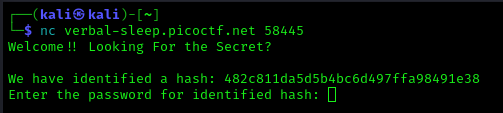 ┌──(kali㉿kali)-[~]
└─$ nc verbal-sleep.picoctf.net 58445
Welcome!! Looking For the Secret?
We have identified a hash: 482c811da5d5b4bc6d497ffa98491e38
Enter the password for identified hash: